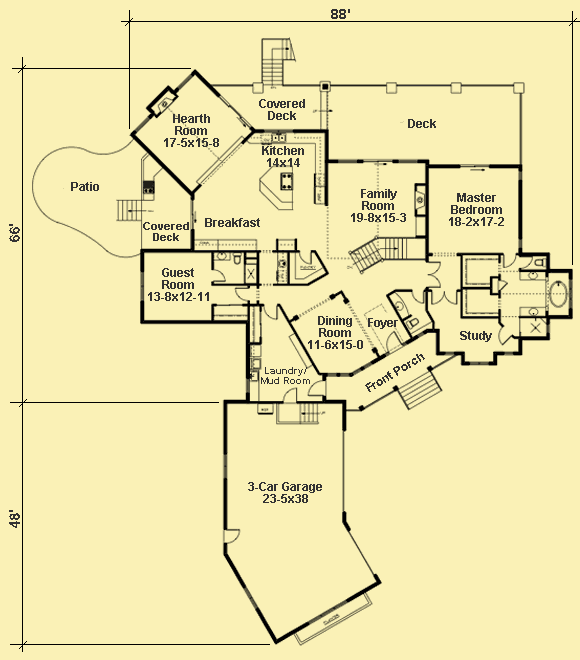 88'
Covered
Deck
Hearth
Room
17-5x15-8
Deck
Kitchen
14x14
Patio
Family
Room
19-8x15-3
Master
Bedroom
18-2x17-2
Breakfast
Covered
Deck
66'
Guest
Room
13-8x12-11
Dining
Room
11-6x15-0
Foyer
Study
Laundry/
Mud Room
Front Porch
3-Car Garage
23-5x38
48'